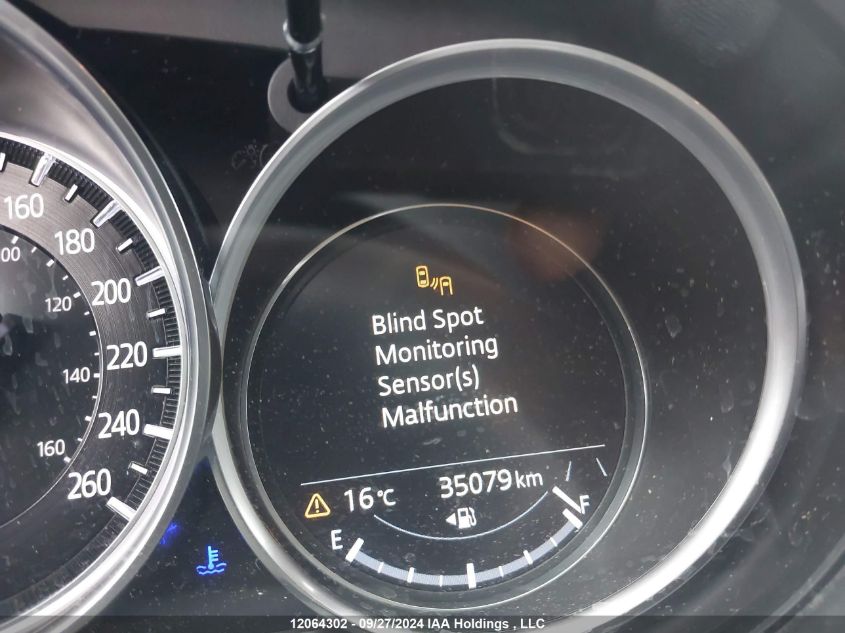 160
180
200
220
240
260
120
140
160
Blind Spot
Monitoring
Sensor(s)
Malfunction
16°C 35079km
E F
12064302 - 09/27/2024 IAA Holdings , LLC